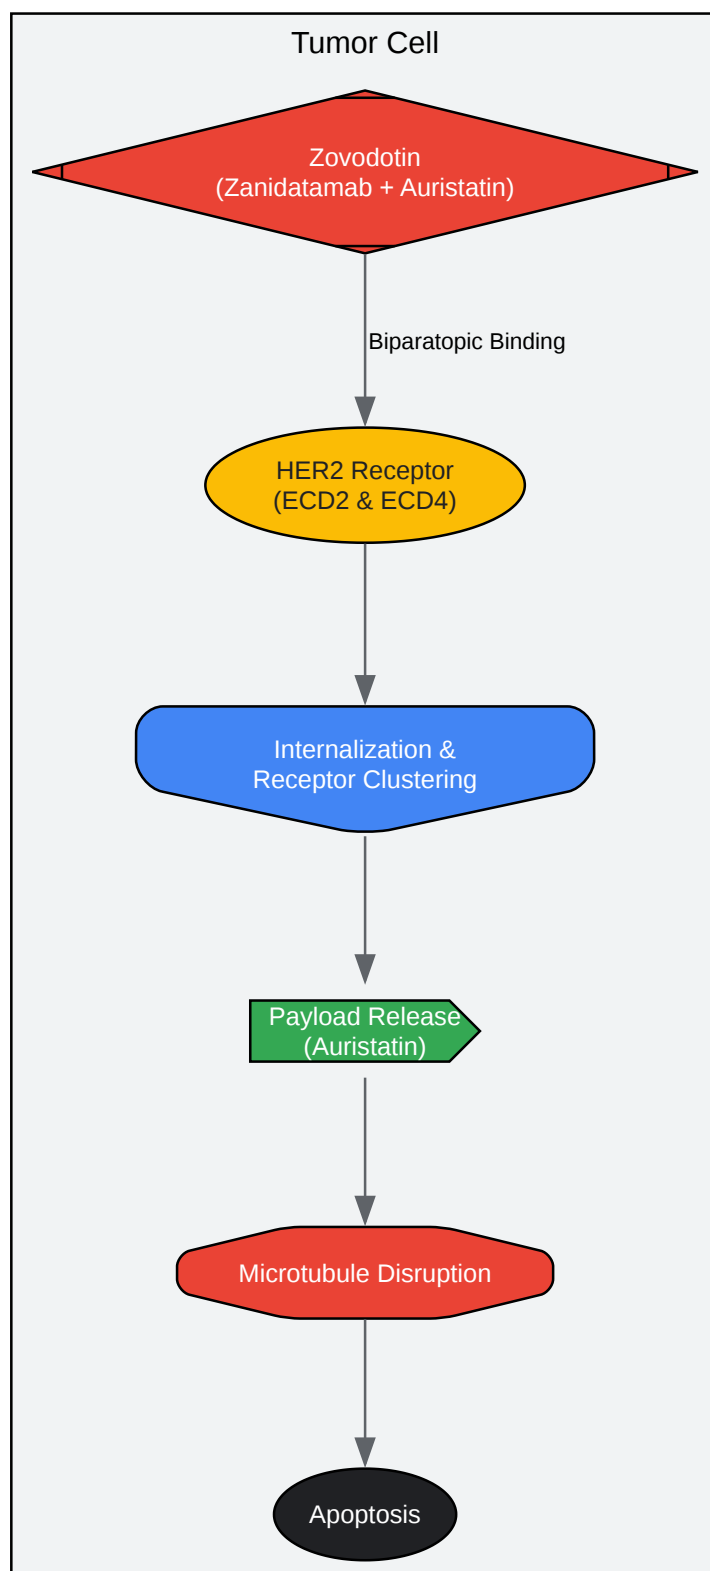 Tumor Cell
Zovodotin
(Zanidatamab + Auristatin)
Biparatopic Binding
HER2 Receptor
(ECD2 & ECD4)
Internalization &
Receptor Clustering
Payload Release
(Auristatin)
Microtubule Disruption
Apoptosis